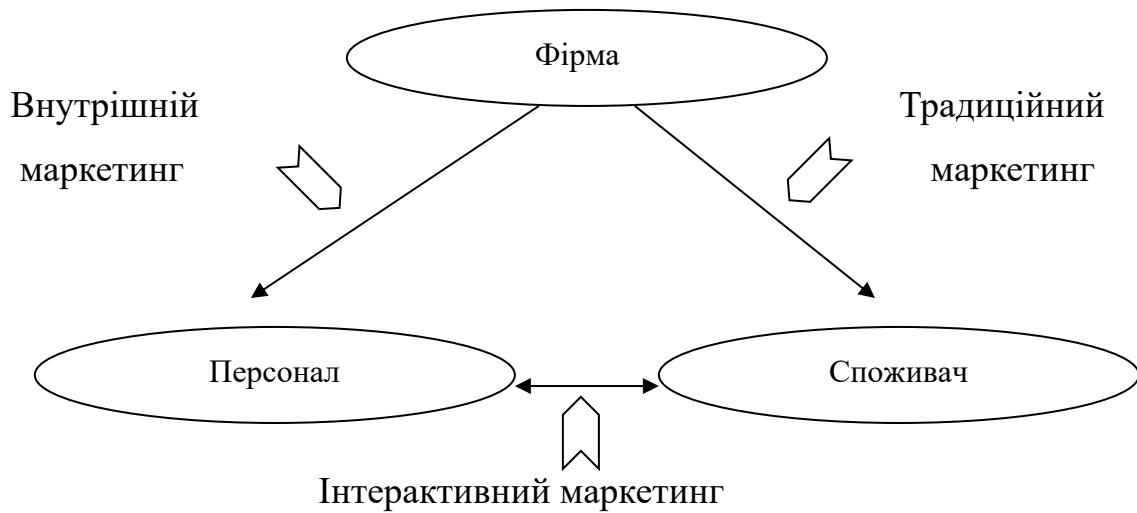 Фірма
Внутрішній
маркетинг
Традиційний
маркетинг
Персонал
Споживач
Інтерактивний маркетинг